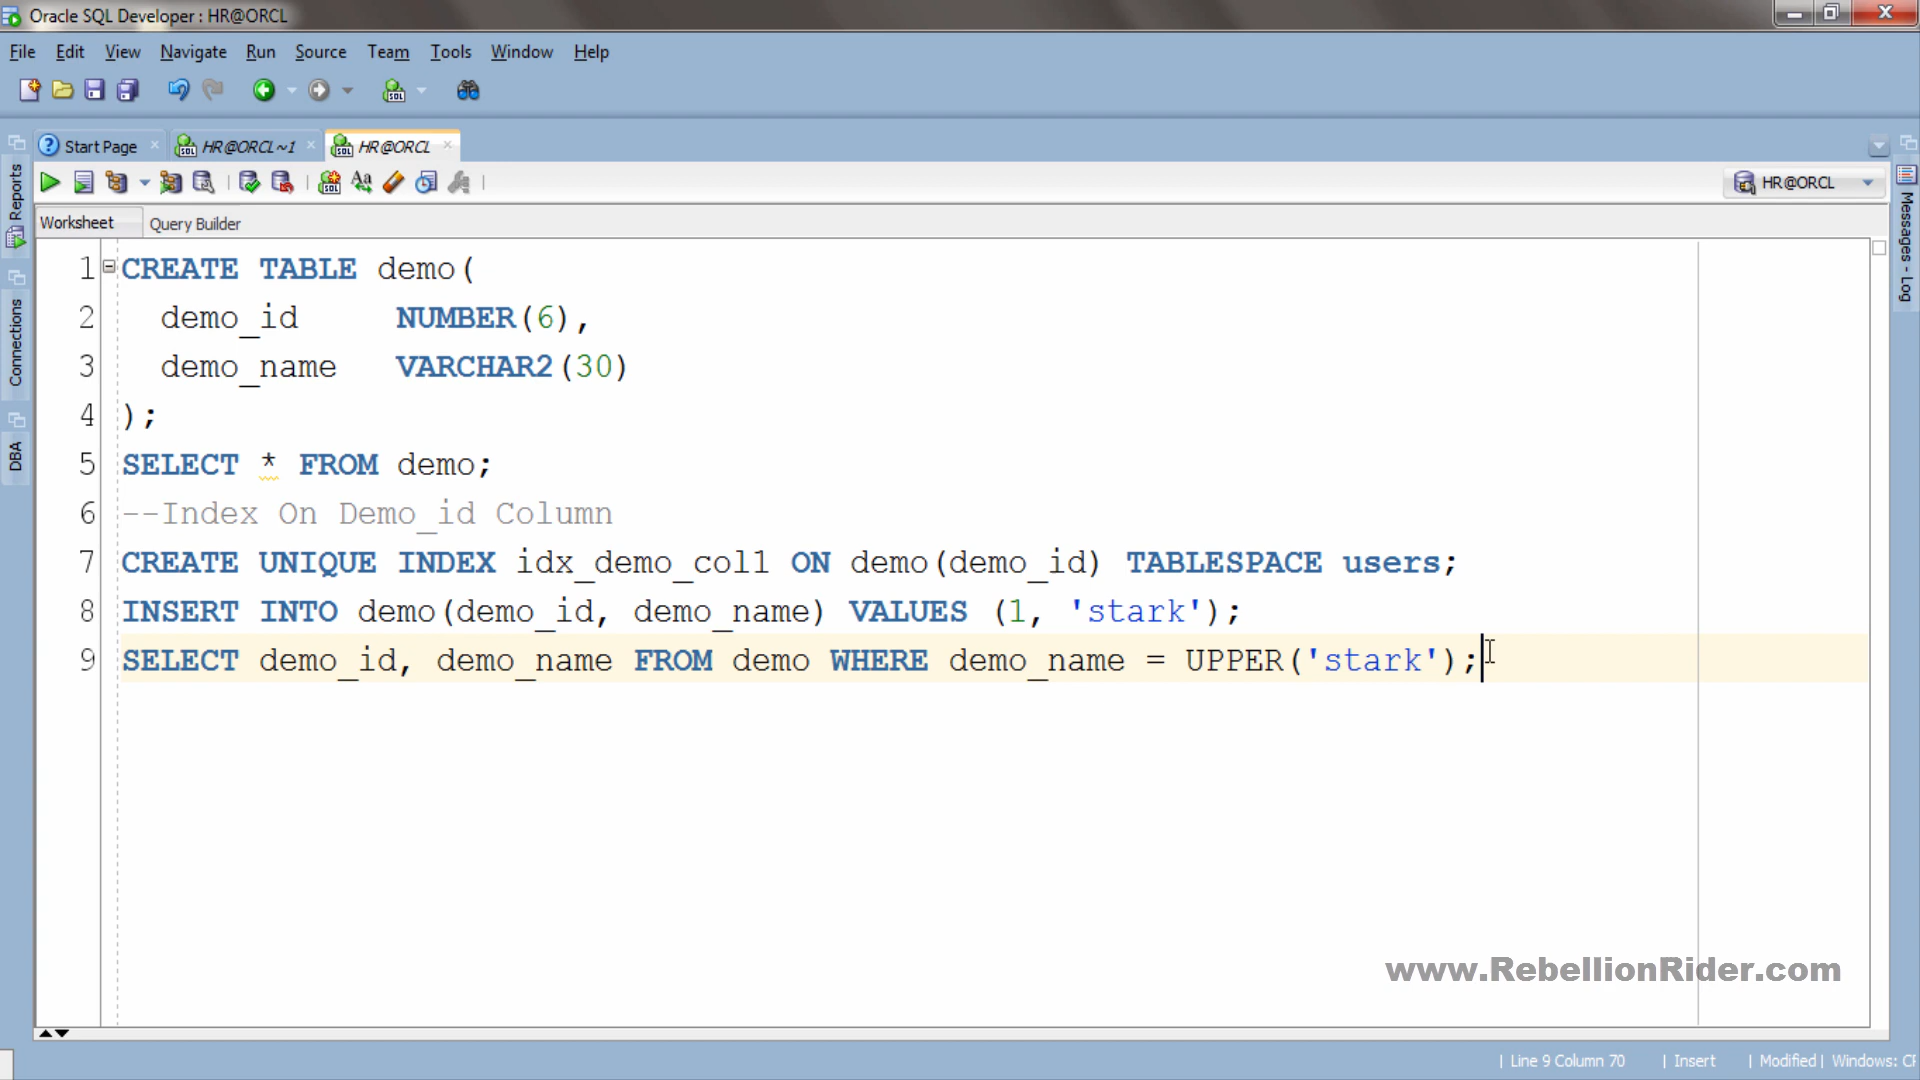 Oracle SQL Developer : HR@ORCL
File Edit View Navigate Run Source Team Tools Window Help
Start Page HR@ORCL~1 HR@ORCL
HR@ORCL
Worksheet Query Builder
Reports
Connections
DBA
Messages - Log
1 CREATE TABLE demo(
2 demo_id NUMBER(6),
3 demo_name VARCHAR2(30)
4 );
5 SELECT * FROM demo;
6 --Index On Demo_id Column
7 CREATE UNIQUE INDEX idx_demo_col1 ON demo(demo_id) TABLESPACE users;
8 INSERT INTO demo(demo_id, demo_name) VALUES (1, 'stark');
9 SELECT demo_id, demo_name FROM demo WHERE demo_name = UPPER('stark');
www.RebellionRider.com
| Line 9 Column 70 | Insert | Modified | Windows: CF